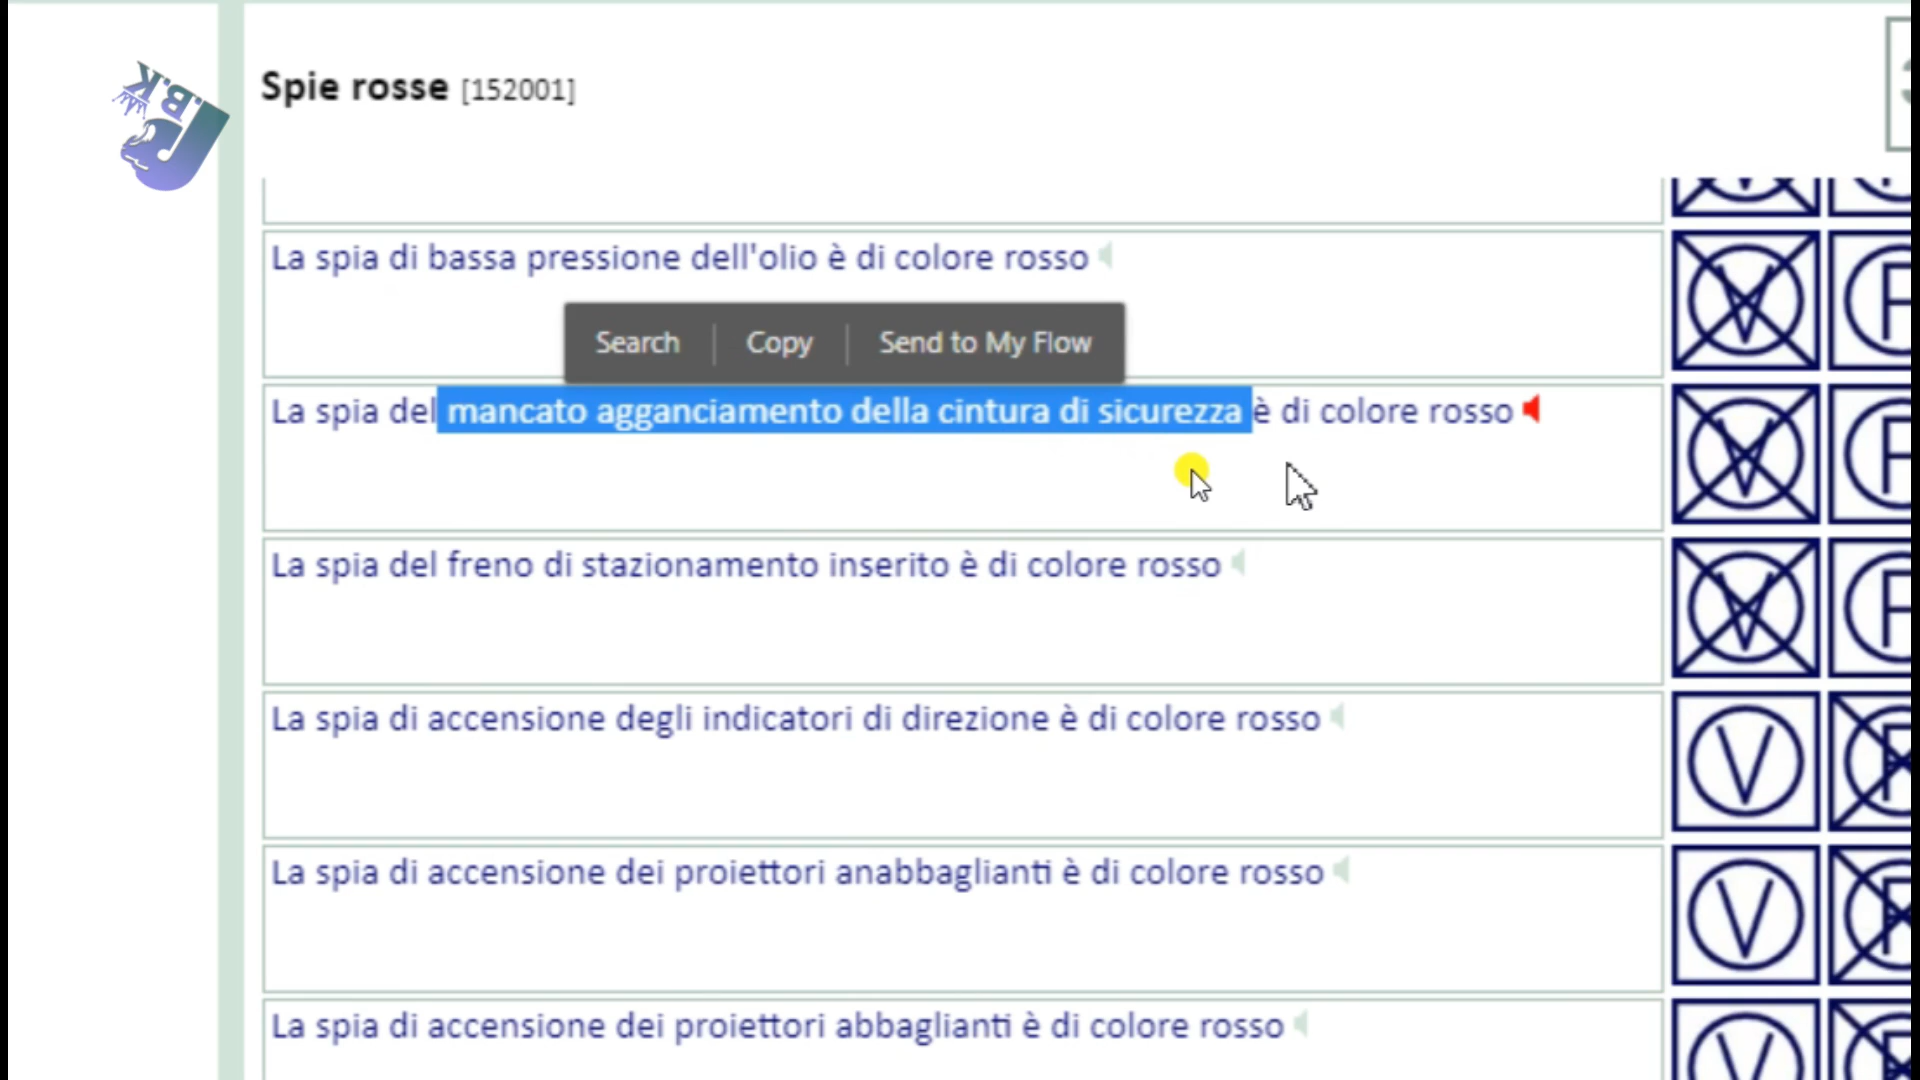 J.B.K
Spie rosse [152001]
La spia di bassa pressione dell'olio è di colore rosso
V
F
Search
Copy
Send to My Flow
La spia del mancato agganciamento della cintura di sicurezza è di colore rosso
V
F
La spia del freno di stazionamento inserito è di colore rosso
V
F
La spia di accensione degli indicatori di direzione è di colore rosso
V
F
La spia di accensione dei proiettori anabbaglianti è di colore rosso
V
F
La spia di accensione dei proiettori abbaglianti è di colore rosso
V